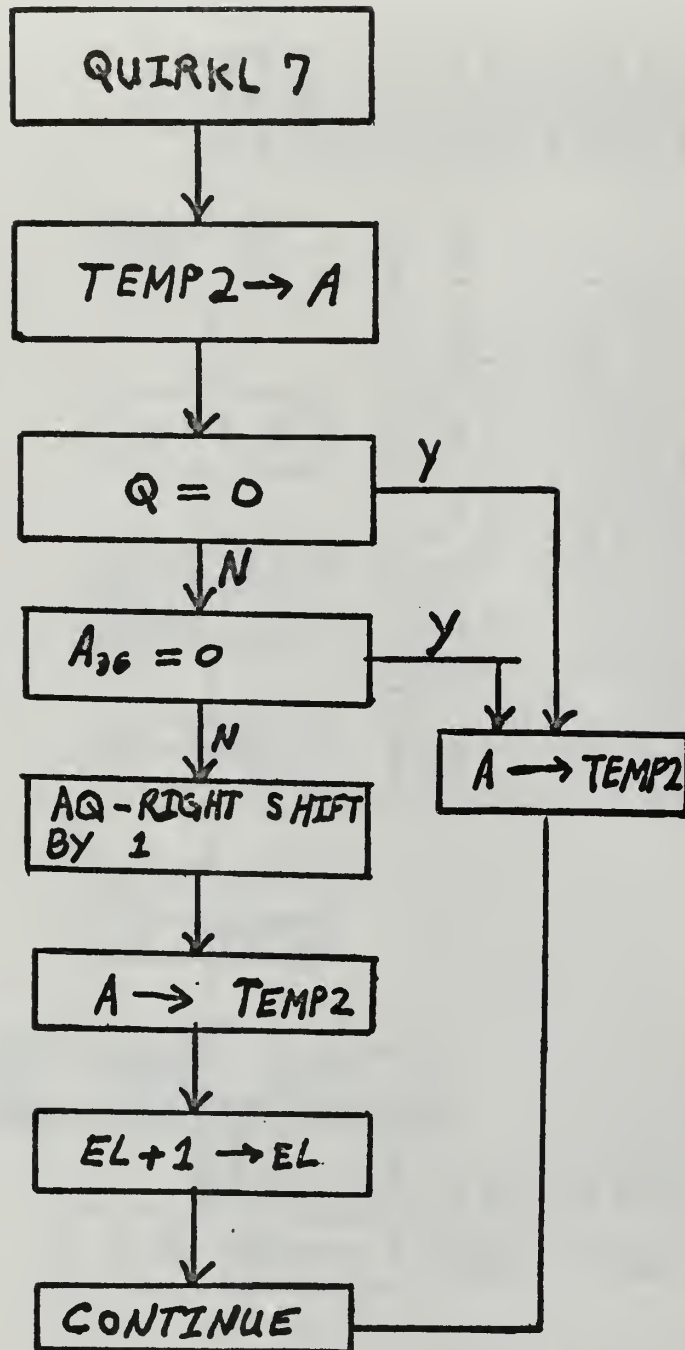 QUIRKL 7
TEMP2 → A
Q = 0
Y
N
A36 = 0
Y
N
A → TEMP2
AQ-RIGHT SHIFT
BY 1
A → TEMP2
EL + 1 → EL
CONTINUE